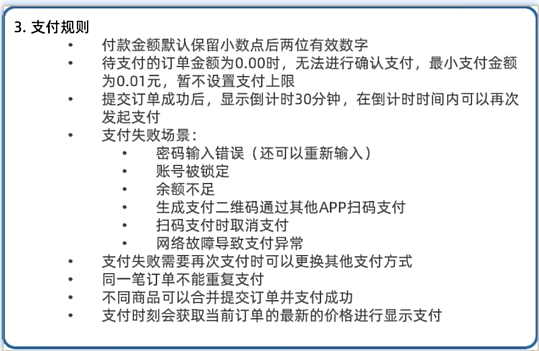 3. 支付规则
• 付款金额默认保留小数点后两位有效数字
• 待支付的订单金额为0.00时，无法进行确认支付，最小支付金额
为0.01元，暂不设置支付上限
• 提交订单成功后，显示倒计时30分钟，在倒计时时间内可以再次
发起支付
• 支付失败场景：
• 密码输入错误（还可以重新输入）
• 账号被锁定
• 余额不足
• 生成支付二维码通过其他APP扫码支付
• 扫码支付时取消支付
• 网络故障导致支付异常
• 支付失败需要再次支付时可以更换其他支付方式
• 同一笔订单不能重复支付
• 不同商品可以合并提交订单并支付成功
• 支付时刻会获取当前订单的最新的价格进行显示支付